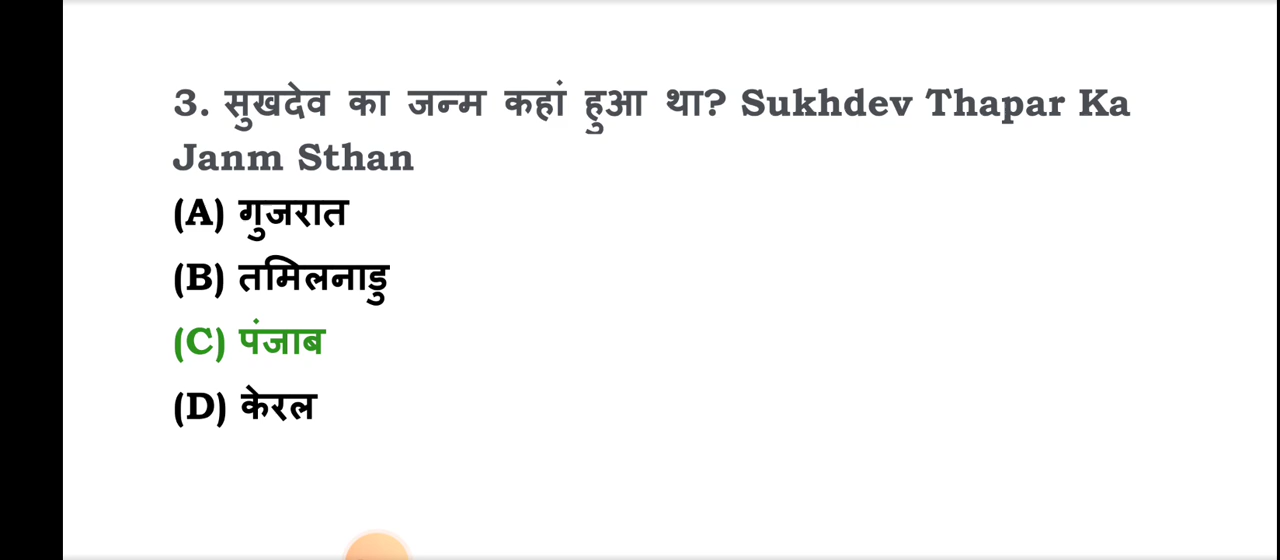 3. सुखदेव का जन्म कहां हुआ था? Sukhdev Thapar Ka
Janm Sthan
(A) गुजरात
(B) तमिलनाडु
(C) पंजाब
(D) केरल